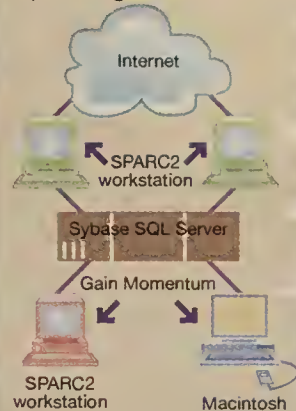 Internet
SPARC2
workstation
Sybase SQL Server
Gain Momentum
SPARC2
workstation
Macintosh